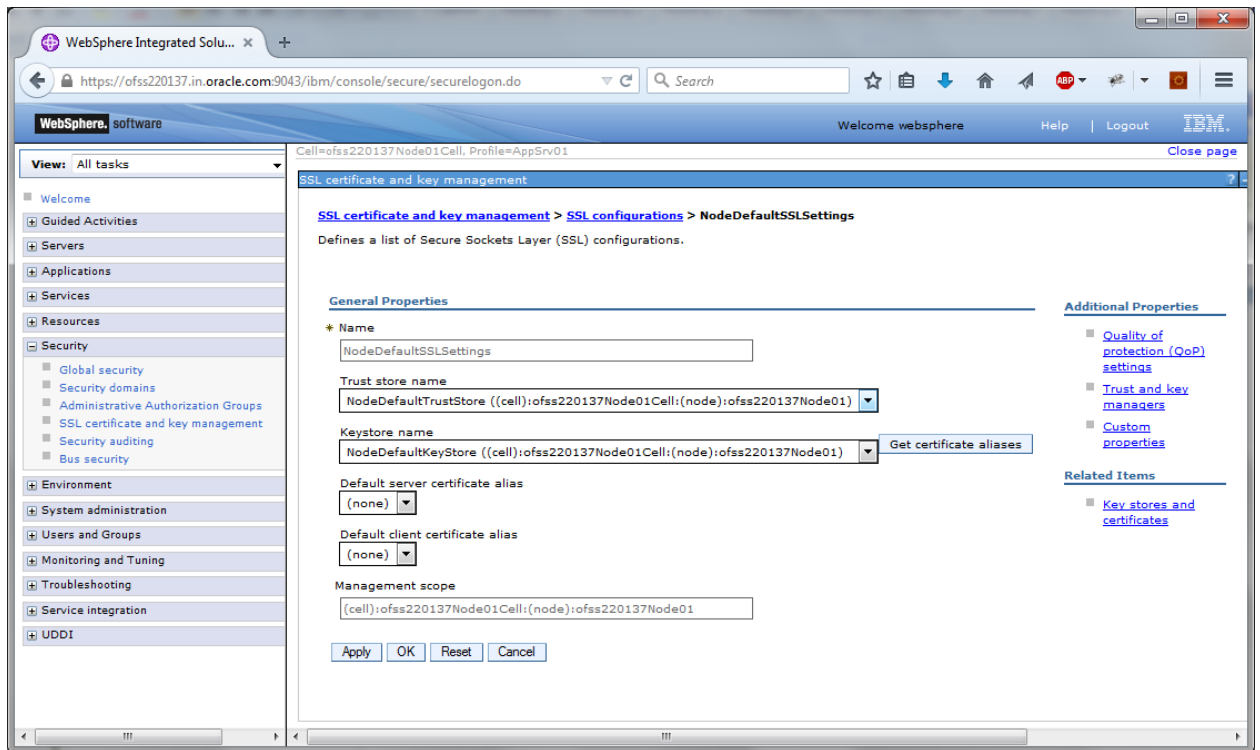 WebSphere Integrated Solu...
https://ofss220137.in.oracle.com:9043/ibm/console/secure/securelogon.do
Search
ABP
WebSphere. software
Welcome websphere
Help | Logout
IBM.
View: All tasks
Cell=ofss220137Node01Cell, Profile=AppSrv01
Close page
Welcome
Guided Activities
Servers
Applications
Services
Resources
Security
Global security
Security domains
Administrative Authorization Groups
SSL certificate and key management
Security auditing
Bus security
Environment
System administration
Users and Groups
Monitoring and Tuning
Troubleshooting
Service integration
UDDI
SSL certificate and key management
?
SSL certificate and key management > SSL configurations > NodeDefaultSSLSettings
Defines a list of Secure Sockets Layer (SSL) configurations.
General Properties
* Name
NodeDefaultSSLSettings
Trust store name
NodeDefaultTrustStore ((cell):ofss220137Node01Cell:(node):ofss220137Node01)
Keystore name
NodeDefaultKeyStore ((cell):ofss220137Node01Cell:(node):ofss220137Node01)
Get certificate aliases
Default server certificate alias
(none)
Default client certificate alias
(none)
Management scope
(cell):ofss220137Node01Cell:(node):ofss220137Node01
Apply OK Reset Cancel
Additional Properties
Quality of
protection (QoP)
settings
Trust and key
managers
Custom
properties
Related Items
Key stores and
certificates